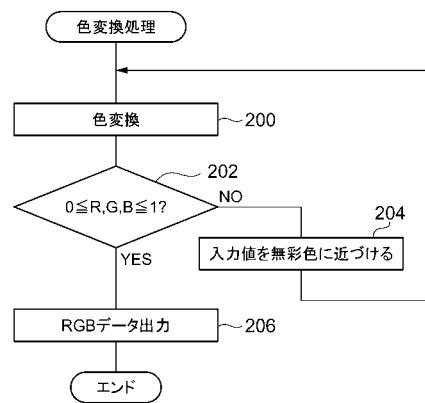 色変換処理
色変換
200
202
0≦R,G,B≦1?
NO
204
入力値を無彩色に近づける
YES
RGBデータ出力
206
エンド